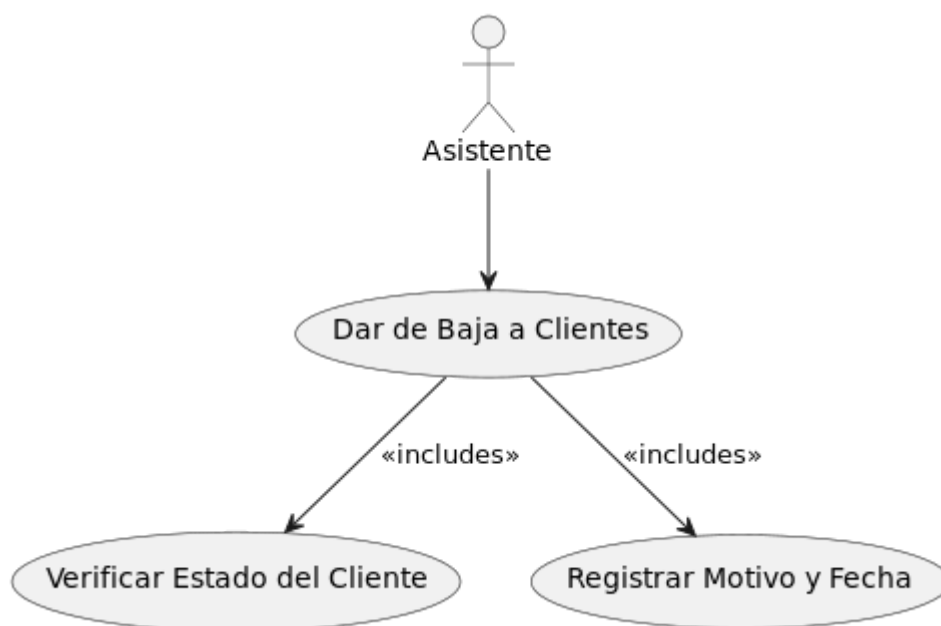 Asistente
Dar de Baja a Clientes
«includes»
«includes»
Verificar Estado del Cliente
Registrar Motivo y Fecha